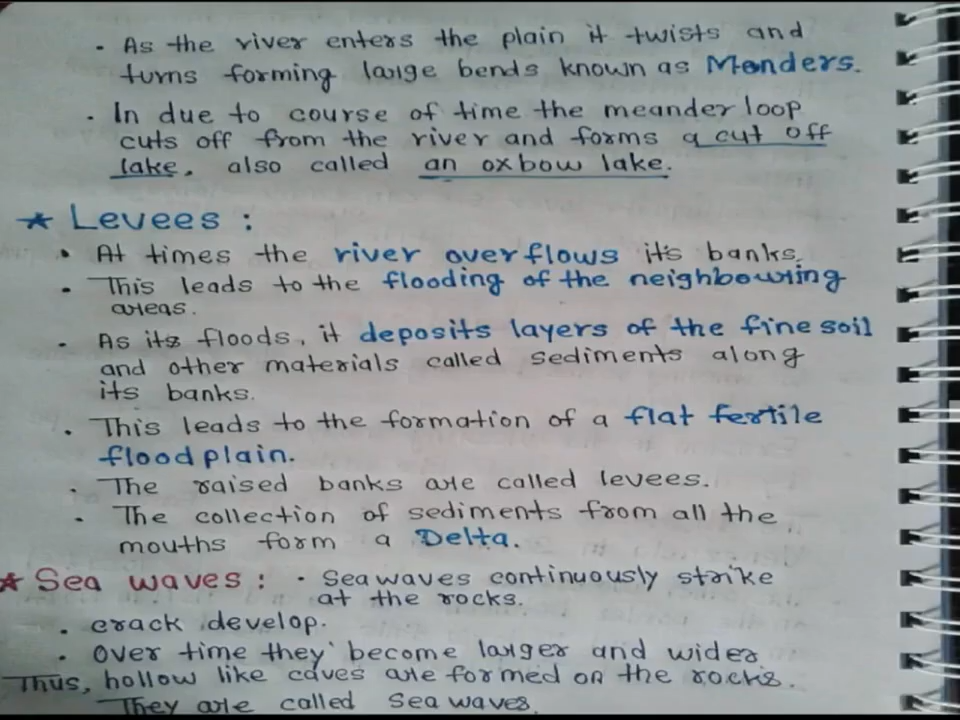 • As the river enters the plain it twists and
turns forming large bends known as Menders.
• In due to course of time the meander loop
cuts off from the river and forms a cut off
lake, also called an oxbow lake.
★ Levees :
• At times the river overflows its banks.
• This leads to the flooding of the neighbouring
areas.
• As its floods, it deposits layers of the fine soil
and other materials called sediments along
its banks.
• This leads to the formation of a flat fertile
floodplain.
• The raised banks are called levees.
• The collection of sediments from all the
mouths form a Delta.
★ Sea waves : • Sea waves continuously strike
at the rocks.
• crack develop.
• Over time they become larger and wider
Thus, hollow like caves are formed on the rocks.
They are called Sea waves.